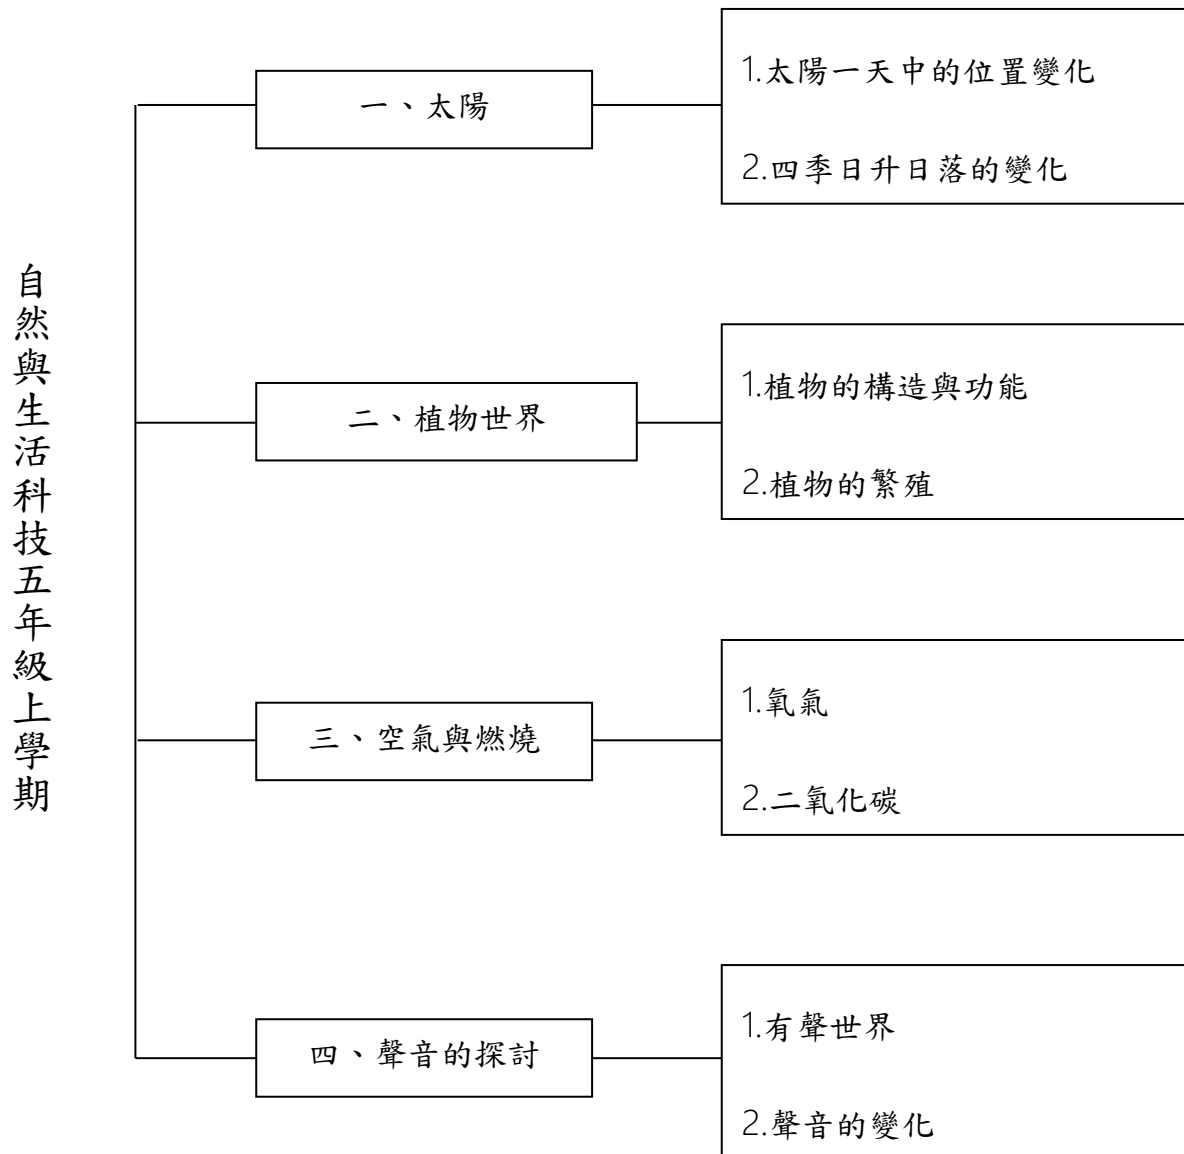 自然與生活科技五年級上學期
一、太陽
1.太陽一天中的位置變化
2.四季日升日落的變化
二、植物世界
1.植物的構造與功能
2.植物的繁殖
三、空氣與燃燒
1.氧氣
2.二氧化碳
四、聲音的探討
1.有聲世界
2.聲音的變化